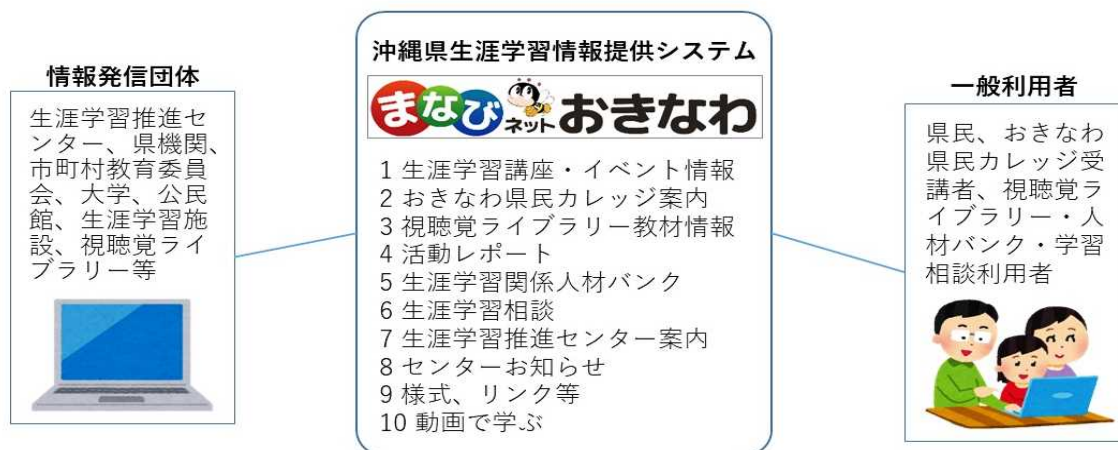 情報発信団体
生涯学習推進セ
ンター、県機関、
市町村教育委員
会、大学、公民
館、生涯学習施
設、視聴覚ライ
ブラリー等
沖縄県生涯学習情報提供システム
まなびネットおきなわ
1 生涯学習講座・イベント情報
2 おきなわ県民カレッジ案内
3 視聴覚ライブラリー教材情報
4 活動レポート
5 生涯学習関係人材バンク
6 生涯学習相談
7 生涯学習推進センター案内
8 センターお知らせ
9 様式、リンク等
10 動画で学ぶ
一般利用者
県民、おきなわ
県民カレッジ受
講者、視聴覚ラ
イブラリー・人
材バンク・学習
相談利用者